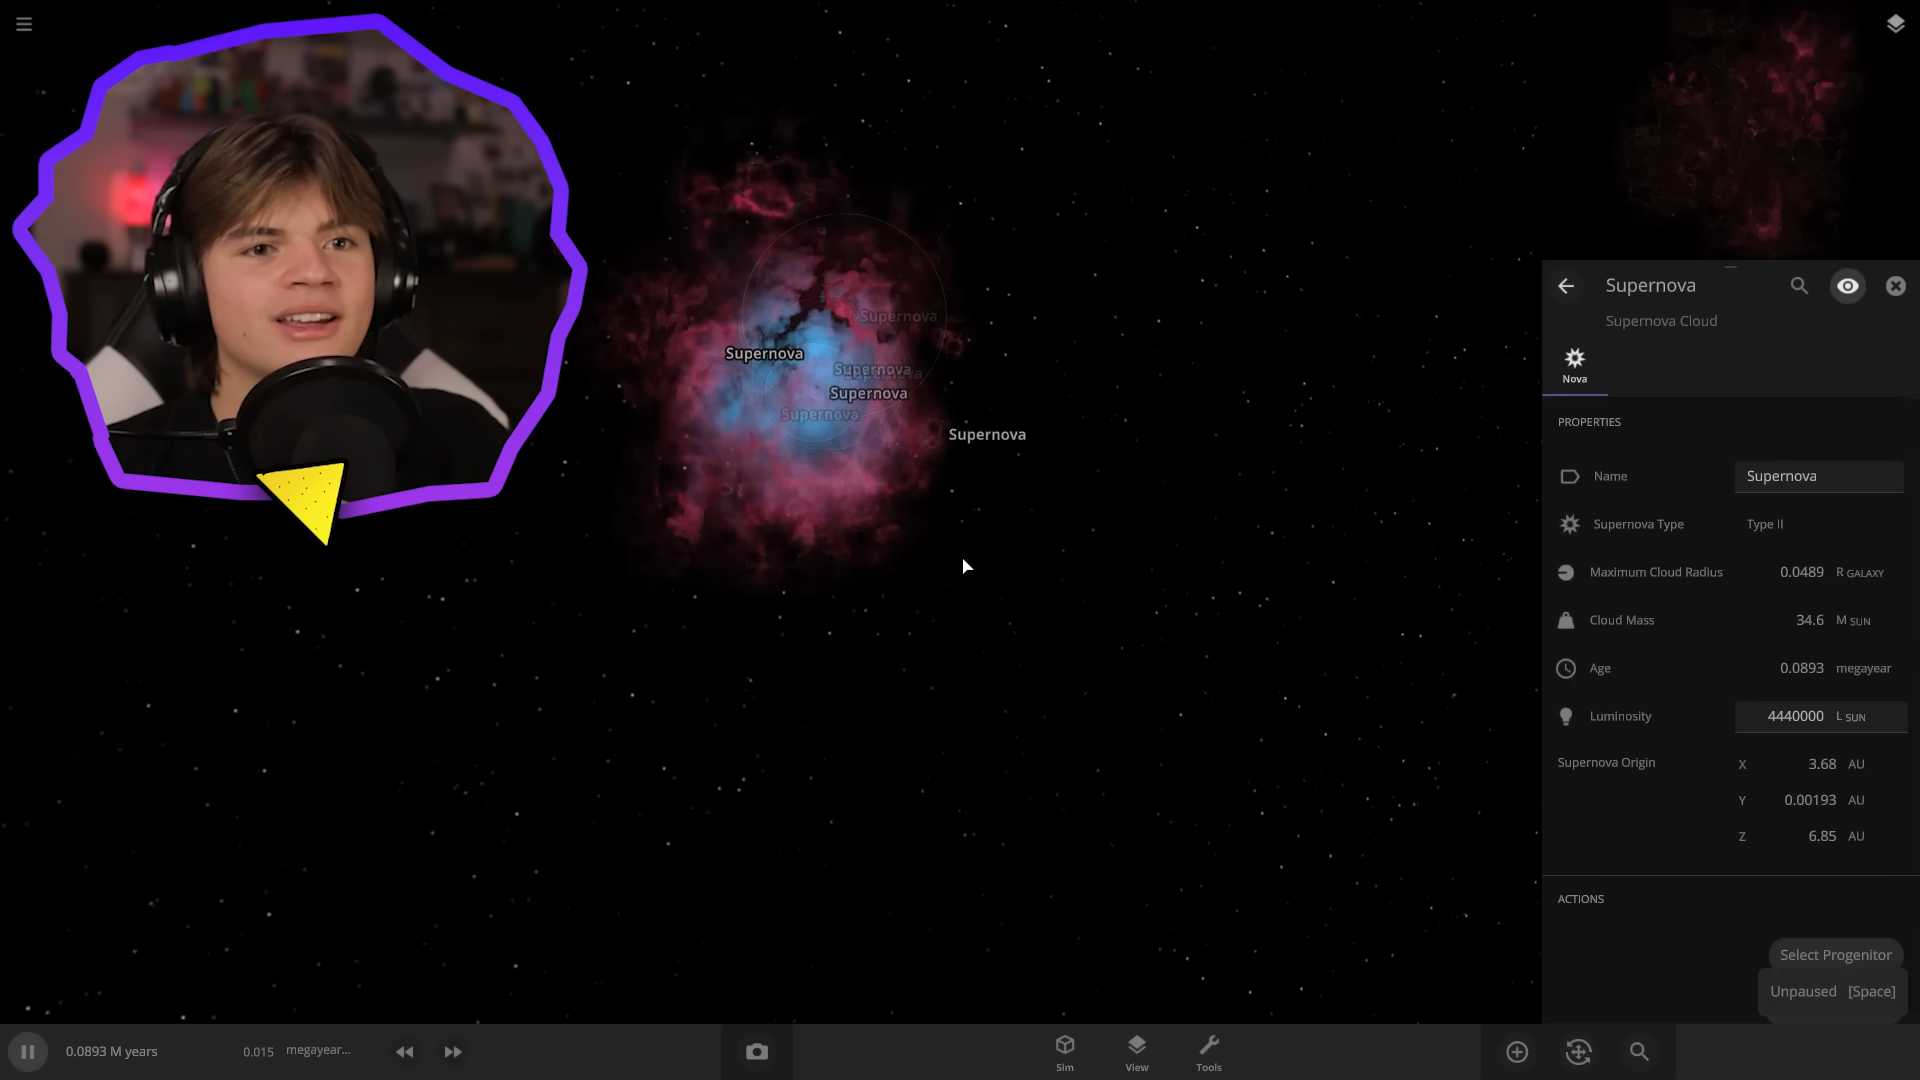 Supernova
Supernova
Supernova
Supernova
Supernova
Supernova
Supernova
Supernova Cloud
Nova
PROPERTIES
Name Supernova
Supernova Type Type II
Maximum Cloud Radius 0.0489 R GALAXY
Cloud Mass 34.6 M SUN
Age 0.0893 megayear
Luminosity 4440000 L SUN
Supernova Origin X 3.68 AU
Y 0.00193 AU
Z 6.85 AU
ACTIONS
Select Progenitor
Unpaused [Space]
0.0893 M years 0.015 megayear...
Sim View Tools